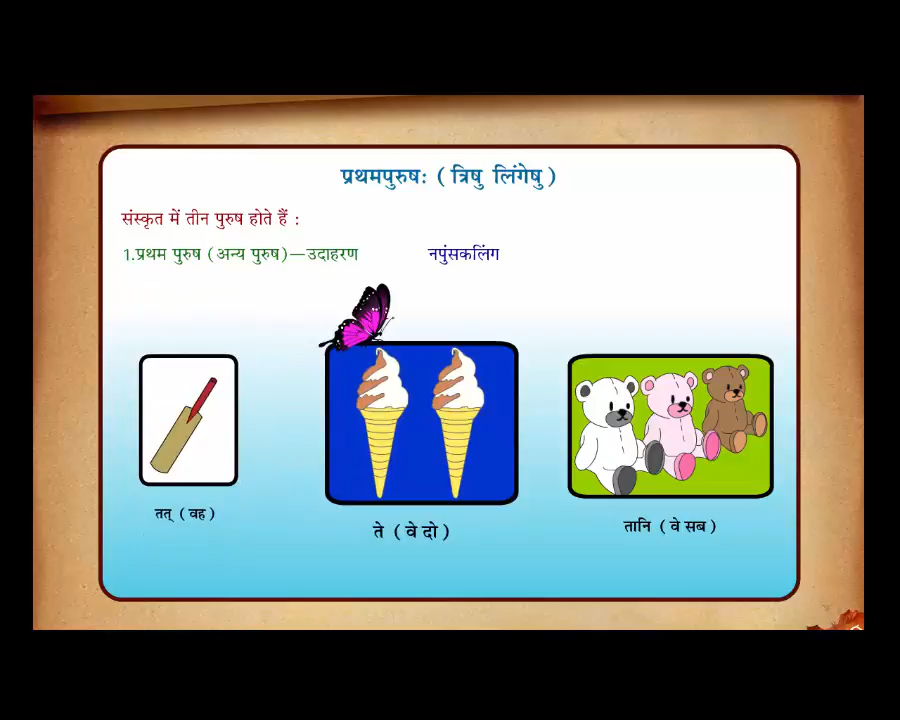 प्रथमपुरुषः ( त्रिषु लिंगेषु )
संस्कृत में तीन पुरुष होते हैं :
1.प्रथम पुरुष ( अन्य पुरुष )—उदाहरण नपुंसकलिंग
तत् ( वह ) ते ( वे दो ) तानि ( वे सब )